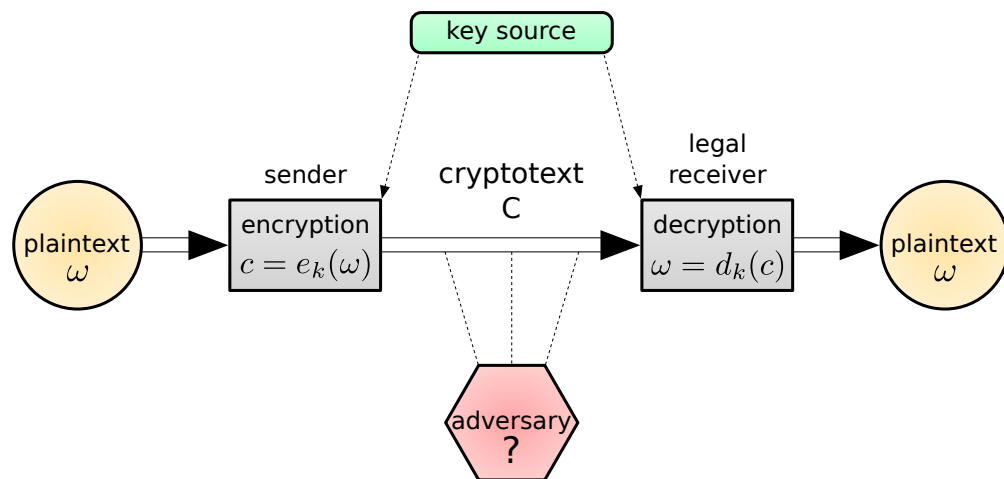 key source
sender
cryptotext
C
legal
receiver
plaintext
ω
encryption
c = e_k(ω)
decryption
ω = d_k(c)
plaintext
ω
adversary
?